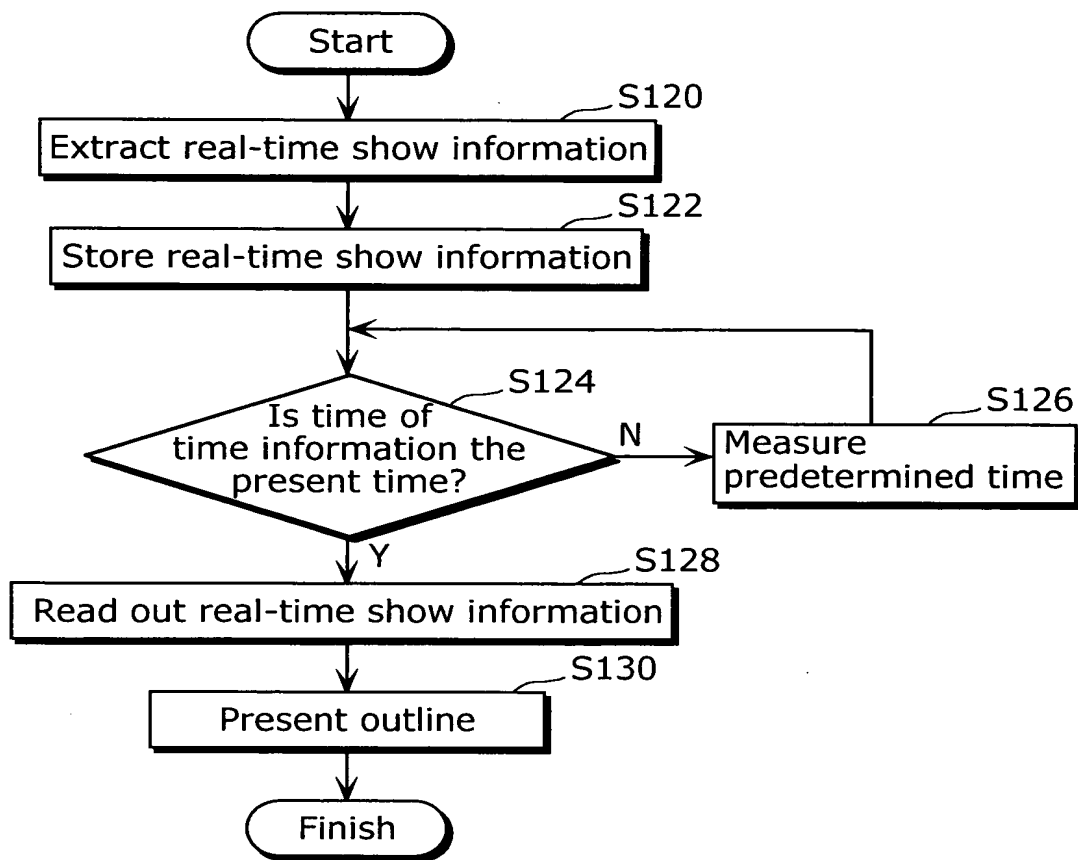 Start
S120
Extract real-time show information
S122
Store real-time show information
S124
Is time of
time information the
present time?
N
S126
Measure
predetermined time
Y
S128
Read out real-time show information
S130
Present outline
Finish